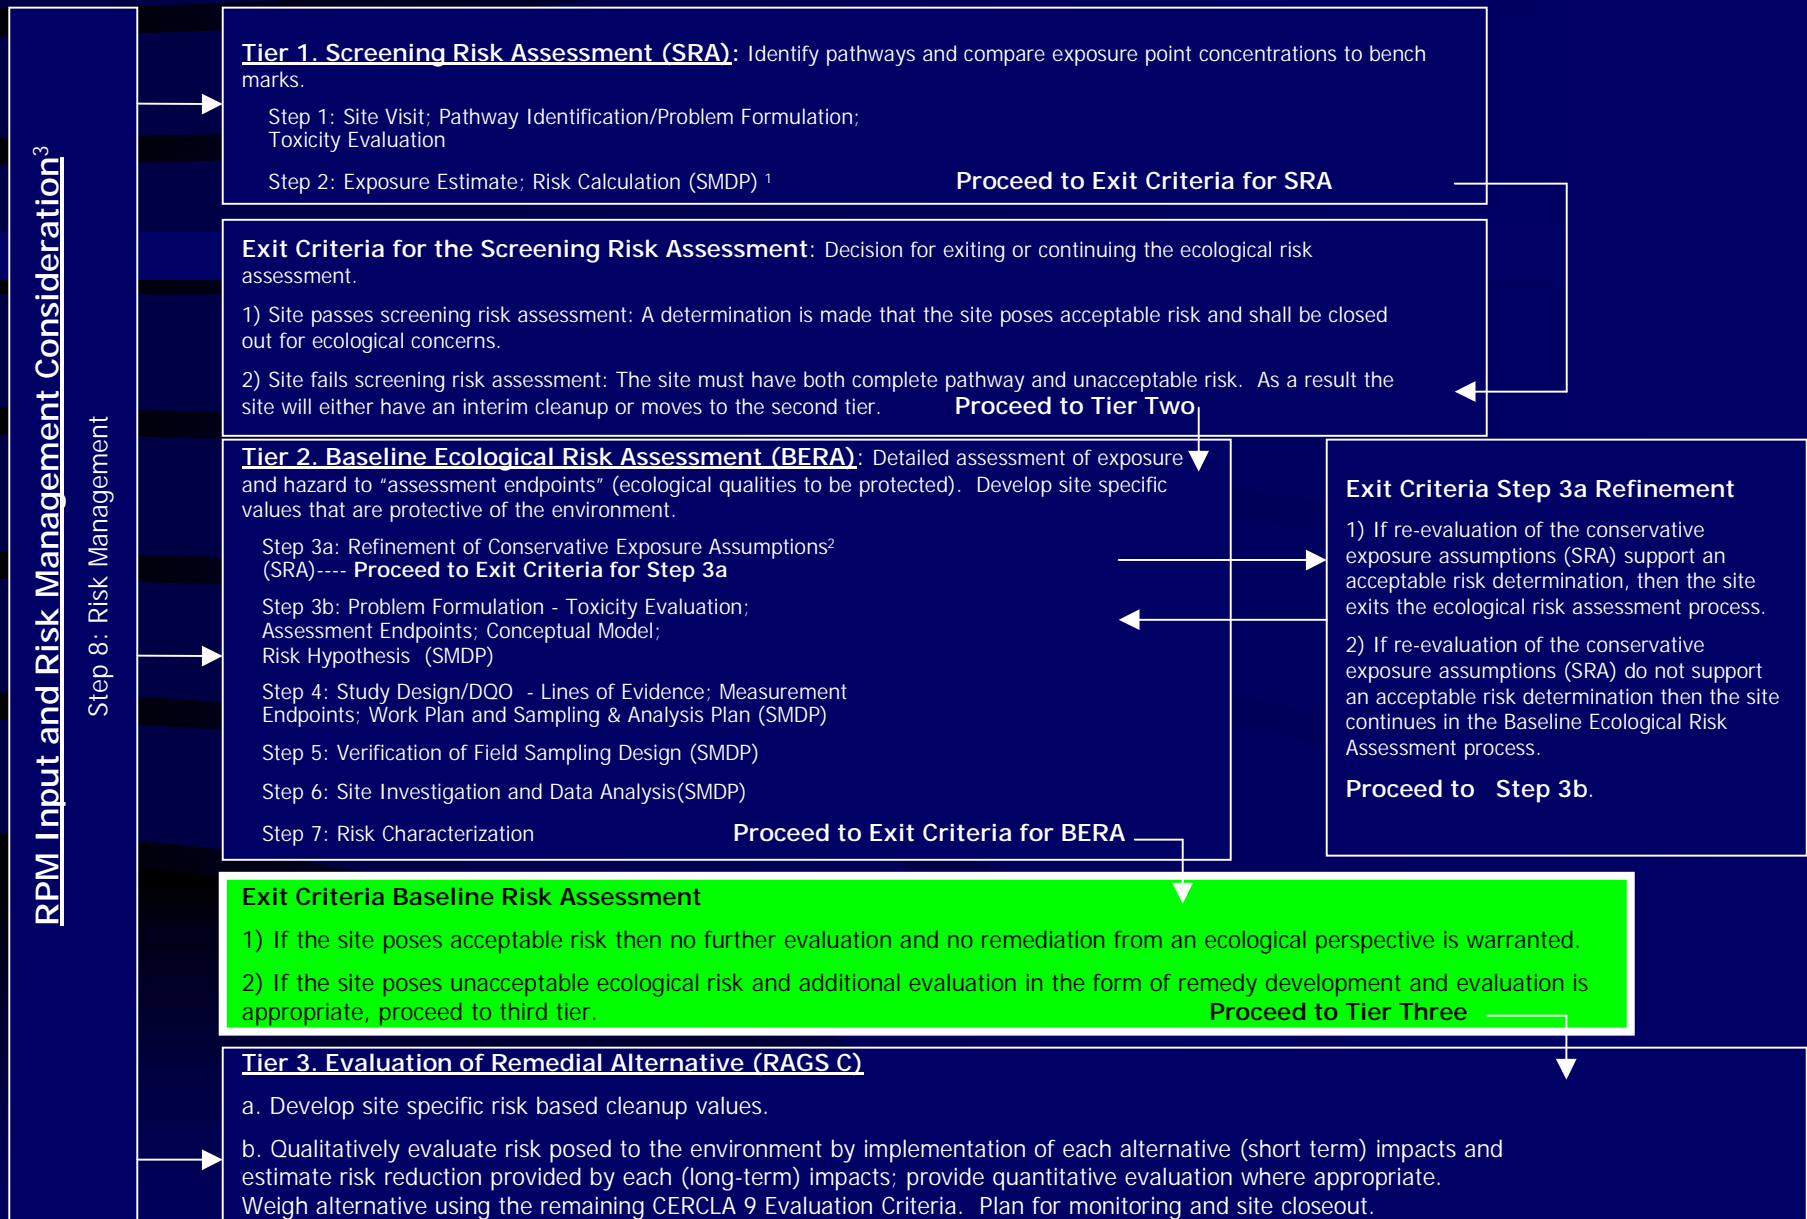 RPM Input and Risk Management Consideration³
Step 8: Risk Management
Tier 1. Screening Risk Assessment (SRA): Identify pathways and compare exposure point concentrations to bench
marks.
Step 1: Site Visit; Pathway Identification/Problem Formulation;
Toxicity Evaluation
Step 2: Exposure Estimate; Risk Calculation (SMDP) ¹ Proceed to Exit Criteria for SRA
Exit Criteria for the Screening Risk Assessment: Decision for exiting or continuing the ecological risk
assessment.
1) Site passes screening risk assessment: A determination is made that the site poses acceptable risk and shall be closed
out for ecological concerns.
2) Site fails screening risk assessment: The site must have both complete pathway and unacceptable risk. As a result the
site will either have an interim cleanup or moves to the second tier. Proceed to Tier Two
Tier 2. Baseline Ecological Risk Assessment (BERA): Detailed assessment of exposure
and hazard to “assessment endpoints” (ecological qualities to be protected). Develop site specific
values that are protective of the environment.
Step 3a: Refinement of Conservative Exposure Assumptions²
(SRA)---- Proceed to Exit Criteria for Step 3a
Step 3b: Problem Formulation - Toxicity Evaluation;
Assessment Endpoints; Conceptual Model;
Risk Hypothesis (SMDP)
Step 4: Study Design/DQO - Lines of Evidence; Measurement
Endpoints; Work Plan and Sampling & Analysis Plan (SMDP)
Step 5: Verification of Field Sampling Design (SMDP)
Step 6: Site Investigation and Data Analysis(SMDP)
Step 7: Risk Characterization Proceed to Exit Criteria for BERA
Exit Criteria Step 3a Refinement
1) If re-evaluation of the conservative
exposure assumptions (SRA) support an
acceptable risk determination, then the site
exits the ecological risk assessment process.
2) If re-evaluation of the conservative
exposure assumptions (SRA) do not support
an acceptable risk determination then the site
continues in the Baseline Ecological Risk
Assessment process.
Proceed to Step 3b.
Exit Criteria Baseline Risk Assessment
1) If the site poses acceptable risk then no further evaluation and no remediation from an ecological perspective is warranted.
2) If the site poses unacceptable ecological risk and additional evaluation in the form of remedy development and evaluation is
appropriate, proceed to third tier. Proceed to Tier Three
Tier 3. Evaluation of Remedial Alternative (RAGS C)
a. Develop site specific risk based cleanup values.
b. Qualitatively evaluate risk posed to the environment by implementation of each alternative (short term) impacts and
estimate risk reduction provided by each (long-term) impacts; provide quantitative evaluation where appropriate.
Weigh alternative using the remaining CERCLA 9 Evaluation Criteria. Plan for monitoring and site closeout.